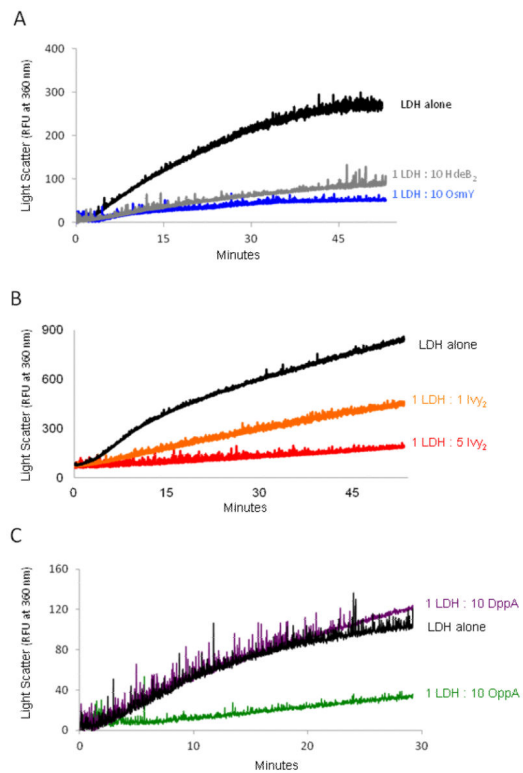 A
Light Scatter (RFU at 360 nm)
400
300
200
100
0
0
15
30
45
Minutes
LDH alone
1 LDH : 10 HdeB₂
1 LDH : 10 OsmY
B
Light Scatter (RFU at 360 nm)
900
600
300
0
0
15
30
45
Minutes
LDH alone
1 LDH : 1 Ivy₂
1 LDH : 5 Ivy₂
C
Light Scatter (RFU at 360 nm)
160
120
80
40
0
0
10
20
30
Minutes
1 LDH : 10 DppA
LDH alone
1 LDH : 10 OppA